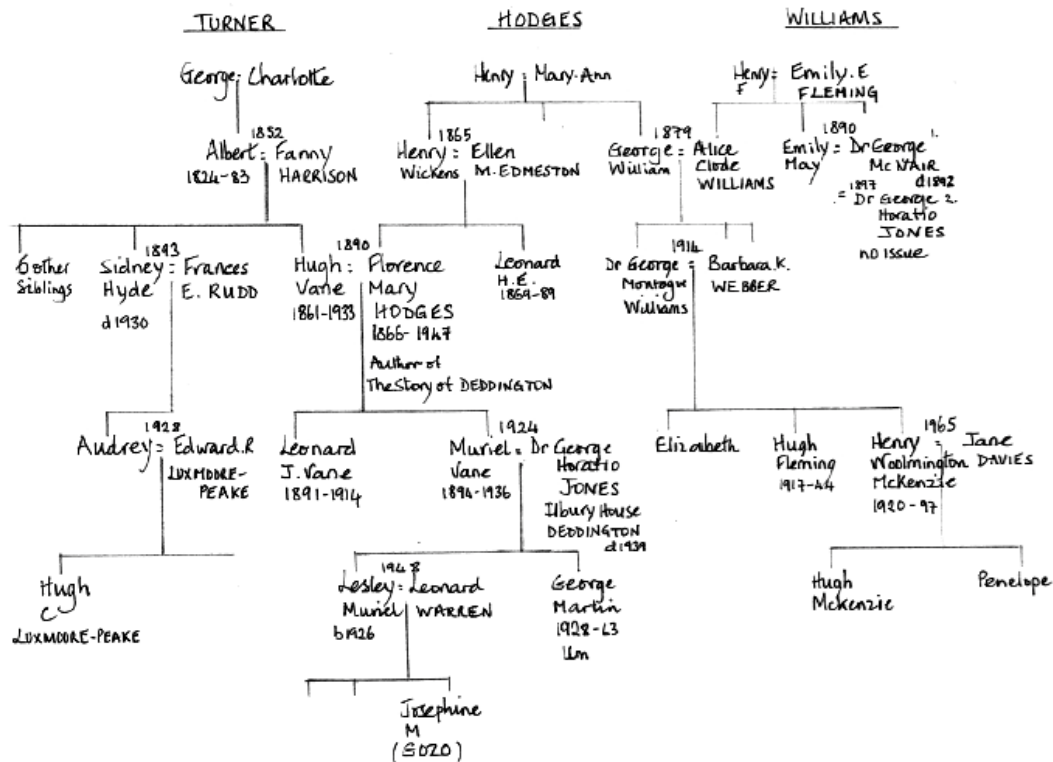 TURNER
HODGES
WILLIAMS
George = Charlotte
Henry = Mary-Ann
Henry = Emily. E
F FLEMING
1852
Albert = Fanny
1824-83 HARRISON
1865
Henry = Ellen
Wickens M. EDMESTON
1879
George = Alice
William Clode
WILLIAMS
1890
Emily = Dr George 1.
May McNAIR
d 1892
1897
= Dr George 2.
Horatio
JONES
no issue
6 other
Siblings
1893
Sidney = Frances
Hyde E. RUDD
d 1930
1890
Hugh = Florence
Vane Mary
1861-1933 HODGES
1866-1947
Author of
The Story of DEDDINGTON
Leonard
H.E.
1869-89
1914
Dr George = Barbara. K.
Montague WEBBER
Williams
1928
Audrey = Edward. R
LUXMOORE-
PEAKE
Leonard
J. Vane
1891-1914
1924
Muriel = Dr George
Vane Horatio
1894-1936 JONES
Ilbury House
DEDDINGTON
d 1939
Elizabeth
Hugh
Fleming
1917-44
1965
Henry = Jane
Woolmington DAVIES
McKenzie
1920-97
Hugh
C
LUXMOORE-PEAKE
1948
Lesley = Leonard
Muriel WARREN
b 1926
George
Martin
1928-63
Um
Hugh
McKenzie
Penelope
Josephine
M
(GOZO)